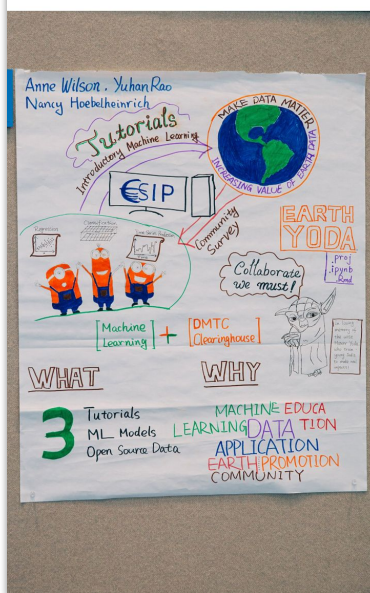 Anne Wilson. Yuhan Rao
Nancy Hoebelheinrich
Tutorials
Introductory Machine Learning
MAKE DATA MATTER
INCREASING VALUE OF EARTH DATA
ESIP
Community
Survey
Regression
EARTH
YODA
.proj
.ipynb
Collaborate
we must!
[Machine
Learning]
+
[DMTC
Clearinghouse]
WHAT
WHY
3
Tutorials
ML Models
Open Source Data
MACHINE EDUCA
LEARNING DATA TION
APPLICATION
EARTH PROMOTION
COMMUNITY